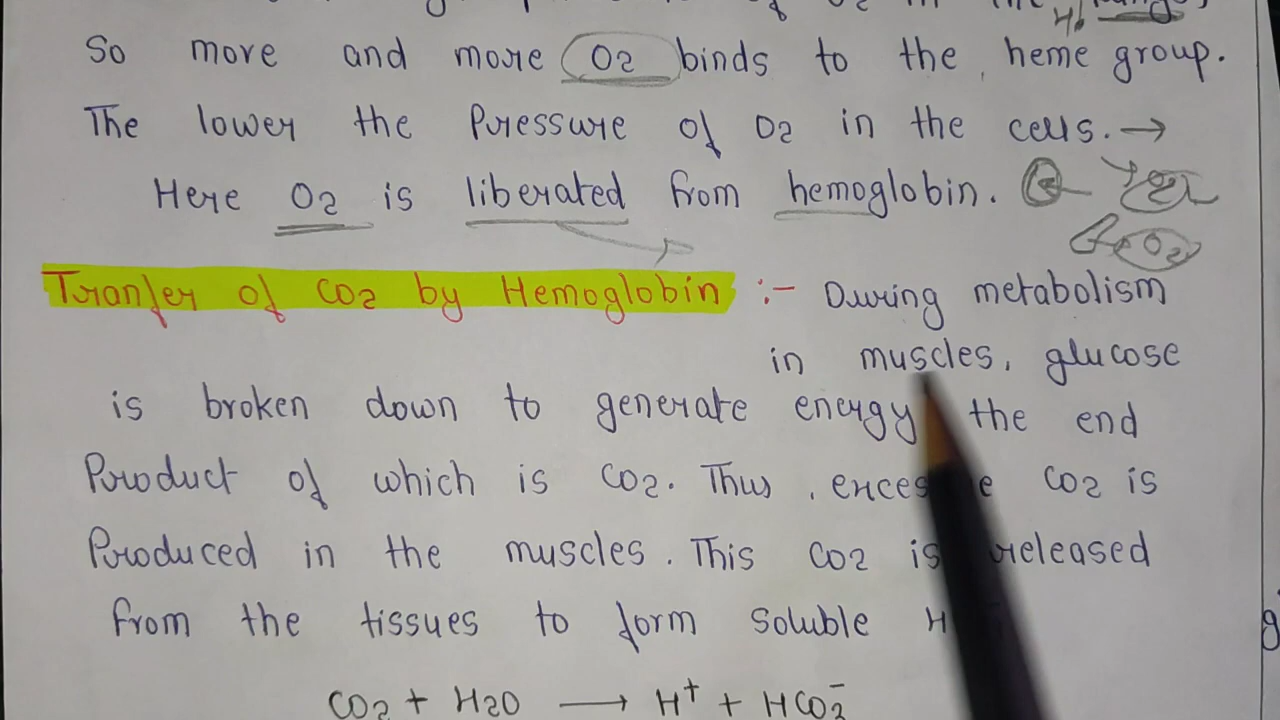 So more and more O2 binds to the heme group.
The lower the Pressure of O2 in the cells. →
Here O2 is liberated from hemoglobin.
O2
Tranfer of CO2 by Hemoglobin :- During metabolism
in muscles, glucose
is broken down to generate energy the end
Product of which is CO2. Thus, CO2 is
Produced in the muscles. This CO2 is released
from the tissues to form soluble
CO2 + H2O → H+ + HCO3-